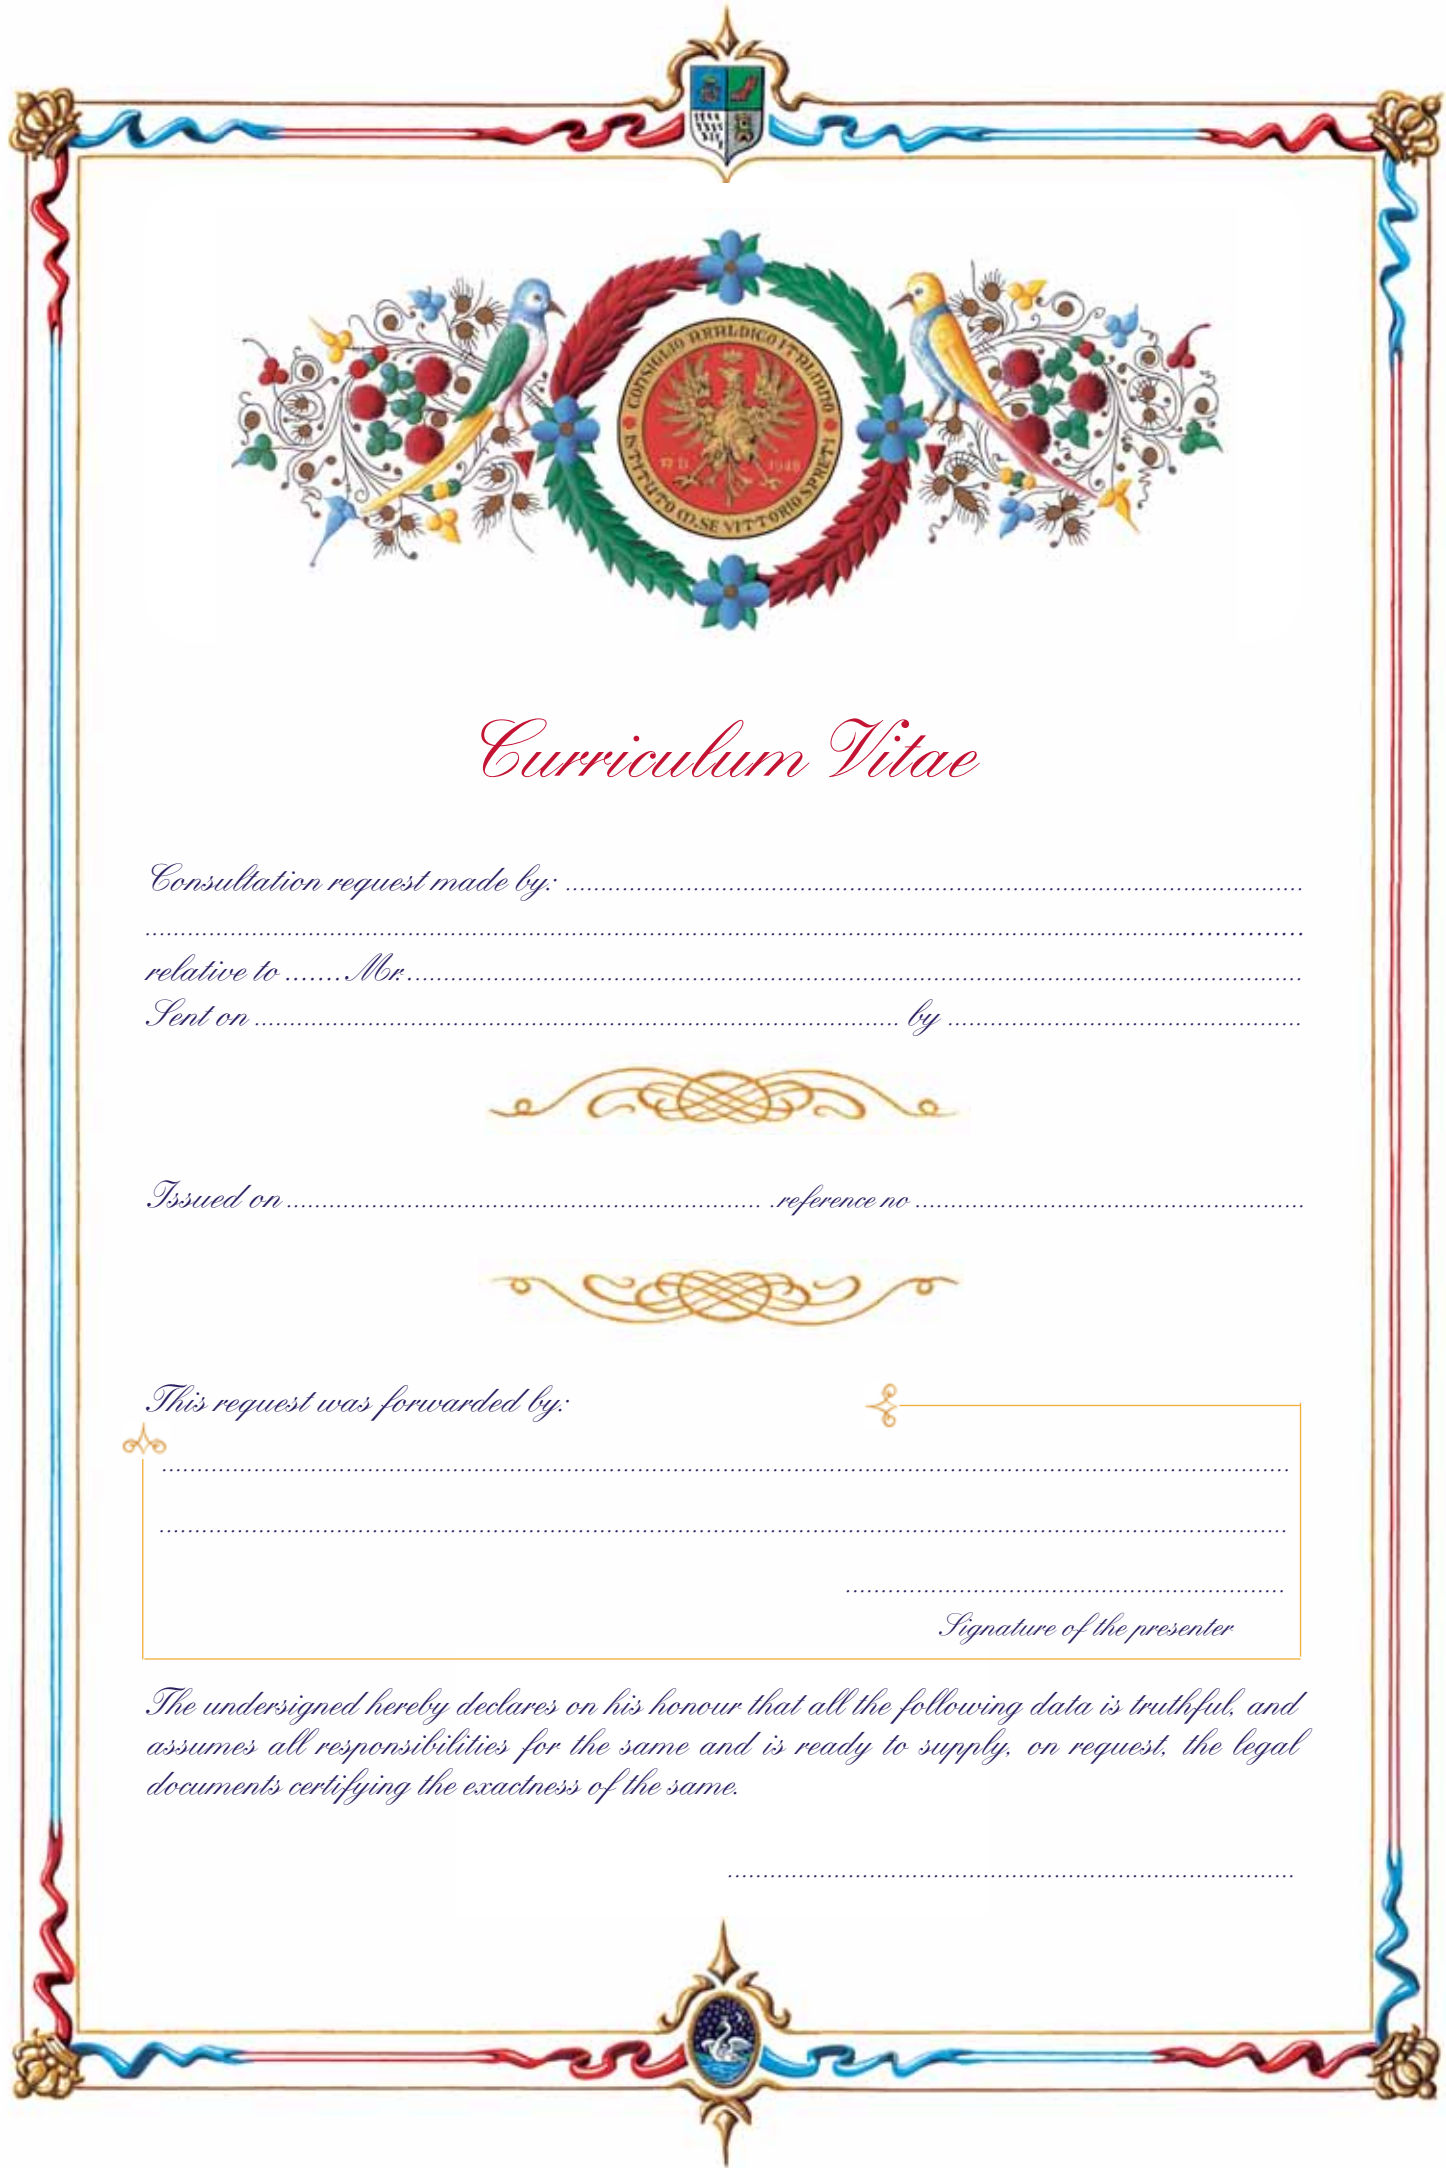 CONSIGLIO ARALDICO ITALIANO
A.D. 1948
ISTITUTO M.SE VITTORIO SPRETI
Curriculum Vitae
Consultation request made by: ........................................................................................................
....................................................................................................................................................................
relative to ....... Mr...............................................................................................................................
Sent on ........................................................................................... by ..................................................
Issued on ................................................................... .reference no .......................................................
This request was forwarded by:
................................................................................................................................................................
................................................................................................................................................................
..............................................................
Signature of the presenter
The undersigned hereby declares on his honour that all the following data is truthful, and
assumes all responsibilities for the same and is ready to supply, on request, the legal
documents certifying the exactness of the same.
................................................................................